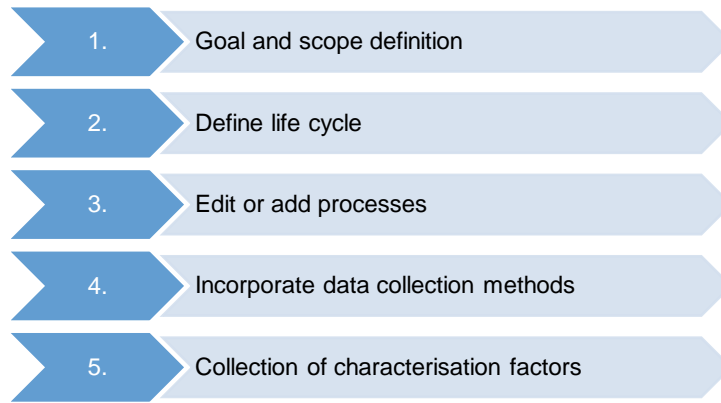 1. Goal and scope definition
2. Define life cycle
3. Edit or add processes
4. Incorporate data collection methods
5. Collection of characterisation factors